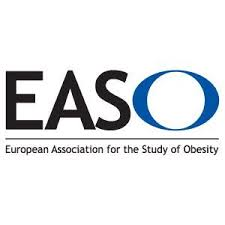 EASO
European Association for the Study of Obesity